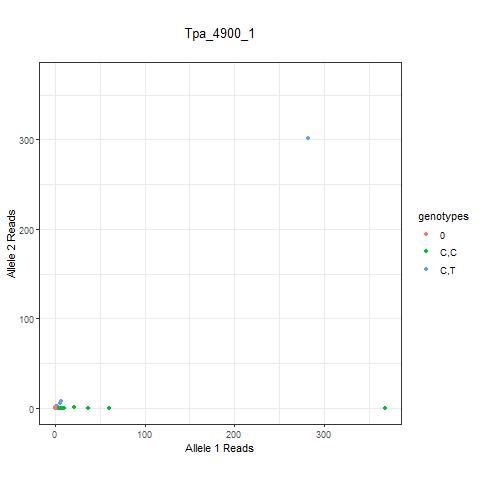 Tpa_4900_1
300
200
100
0
Allele 2 Reads
0 100 200 300
Allele 1 Reads
genotypes
0
C,C
C,T